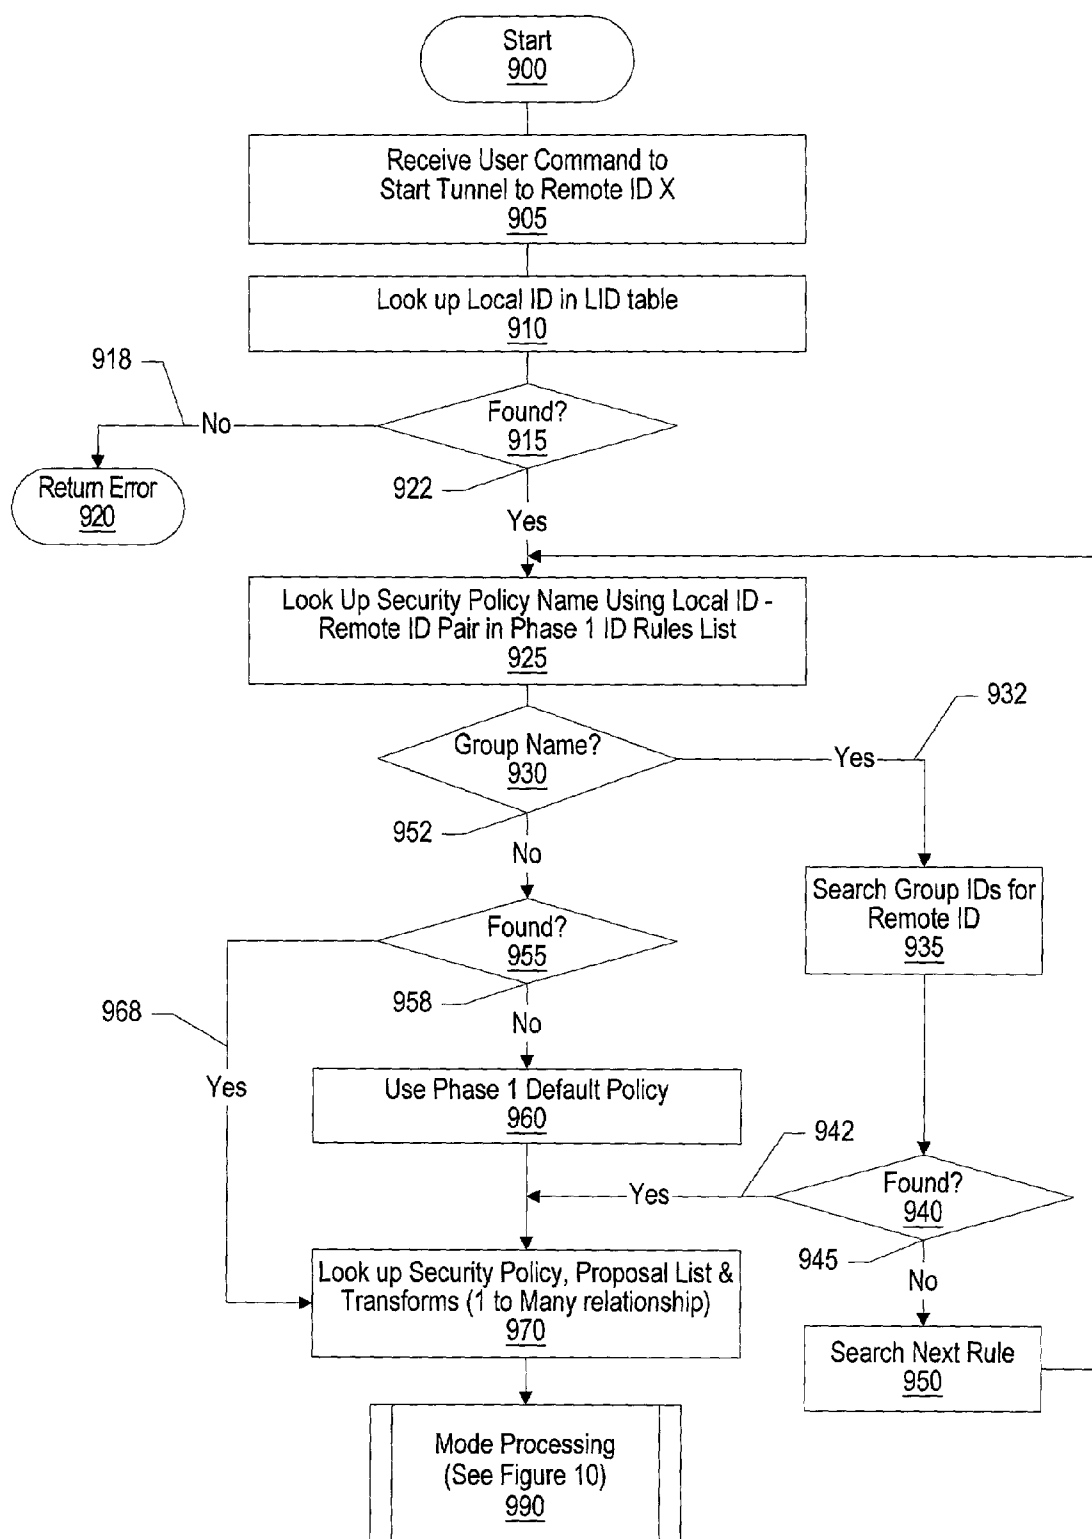 Start
900
Receive User Command to
Start Tunnel to Remote ID X
905
Look up Local ID in LID table
910
918
No
Found?
915
Return Error
920
922
Yes
Look Up Security Policy Name Using Local ID -
Remote ID Pair in Phase 1 ID Rules List
925
932
Group Name?
930
Yes
952
No
Search Group IDs for
Remote ID
935
Found?
955
958
968
No
Yes
Use Phase 1 Default Policy
960
942
Yes
Found?
940
945
No
Look up Security Policy, Proposal List &
Transforms (1 to Many relationship)
970
Search Next Rule
950
Mode Processing
(See Figure 10)
990